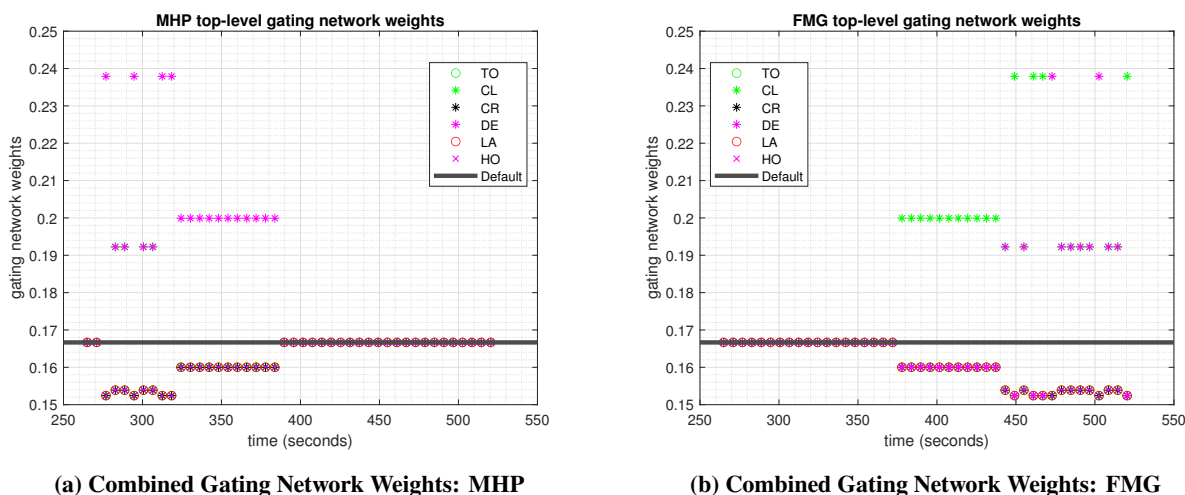 MHP top-level gating network weights
0.25
0.24
0.23
0.22
0.21
0.2
0.19
0.18
0.17
0.16
0.15
gating network weights
TO
CL
CR
DE
LA
HO
Default
250 300 350 400 450 500 550
time (seconds)
(a) Combined Gating Network Weights: MHP
FMG top-level gating network weights
0.25
0.24
0.23
0.22
0.21
0.2
0.19
0.18
0.17
0.16
0.15
gating network weights
TO
CL
CR
DE
LA
HO
Default
250 300 350 400 450 500 550
time (seconds)
(b) Combined Gating Network Weights: FMG